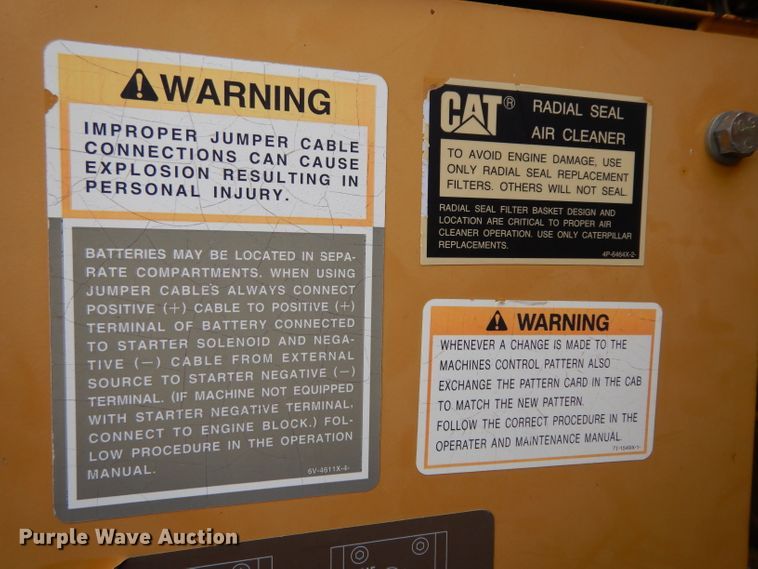 WARNING
IMPROPER JUMPER CABLE
CONNECTIONS CAN CAUSE
EXPLOSION RESULTING IN
PERSONAL INJURY.
BATTERIES MAY BE LOCATED IN SEPA-
RATE COMPARTMENTS. WHEN USING
JUMPER CABLES ALWAYS CONNECT
POSITIVE (+) CABLE TO POSITIVE (+)
TERMINAL OF BATTERY CONNECTED
TO STARTER SOLENOID AND NEGA-
TIVE (−) CABLE FROM EXTERNAL
SOURCE TO STARTER NEGATIVE (−)
TERMINAL. (IF MACHINE NOT EQUIPPED
WITH STARTER NEGATIVE TERMINAL,
CONNECT TO ENGINE BLOCK.) FOL-
LOW PROCEDURE IN THE OPERATION
MANUAL.
6V-4611X-4-
CAT®
RADIAL SEAL
AIR CLEANER
TO AVOID ENGINE DAMAGE, USE
ONLY RADIAL SEAL REPLACEMENT
FILTERS. OTHERS WILL NOT SEAL.
RADIAL SEAL FILTER BASKET DESIGN AND
LOCATION ARE CRITICAL TO PROPER AIR
CLEANER OPERATION. USE ONLY CATERPILLAR
REPLACEMENTS.
4P-6464X-2-
WARNING
WHENEVER A CHANGE IS MADE TO THE
MACHINES CONTROL PATTERN ALSO
EXCHANGE THE PATTERN CARD IN THE CAB
TO MATCH THE NEW PATTERN.
FOLLOW THE CORRECT PROCEDURE IN THE
OPERATER AND MAINTENANCE MANUAL.
Purple Wave Auction